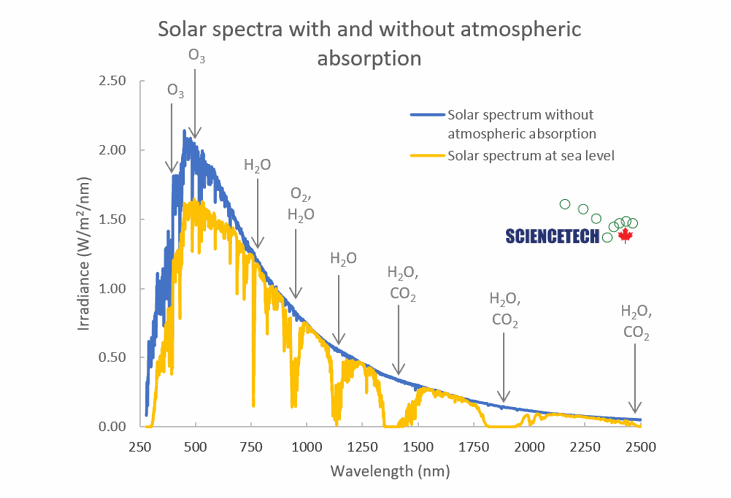 Solar spectra with and without atmospheric
absorption
O₃
O₃
2.50
2.00
1.50
1.00
0.50
0.00
Irradiance (W/m²/nm)
H₂O
O₂,
H₂O
H₂O
H₂O,
CO₂
H₂O,
CO₂
H₂O,
CO₂
Solar spectrum without
atmospheric absorption
Solar spectrum at sea level
SCIENCETECH
250 500 750 1000 1250 1500 1750 2000 2250 2500
Wavelength (nm)